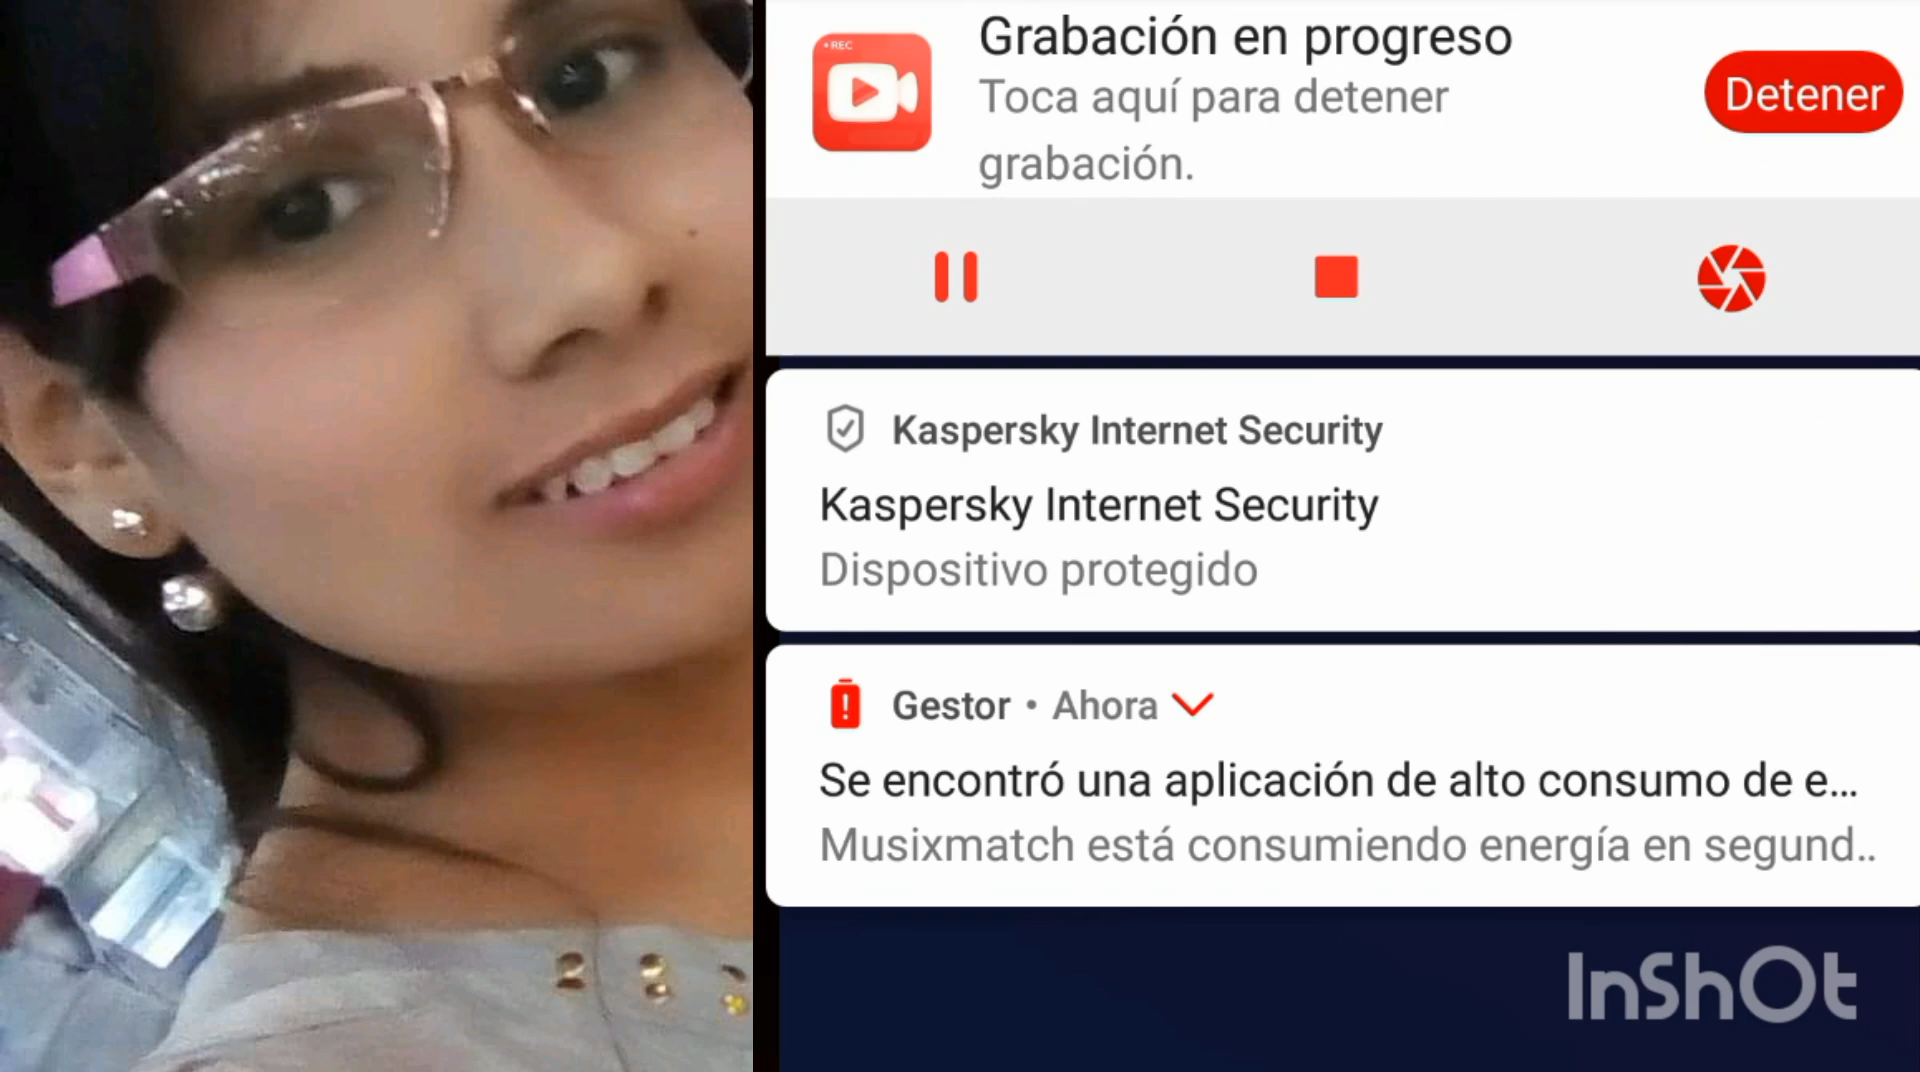 • REC
Grabación en progreso
Toca aquí para detener
grabación.
Detener
Kaspersky Internet Security
Kaspersky Internet Security
Dispositivo protegido
Gestor • Ahora
Se encontró una aplicación de alto consumo de e...
Musixmatch está consumiendo energía en segund..
InShOt